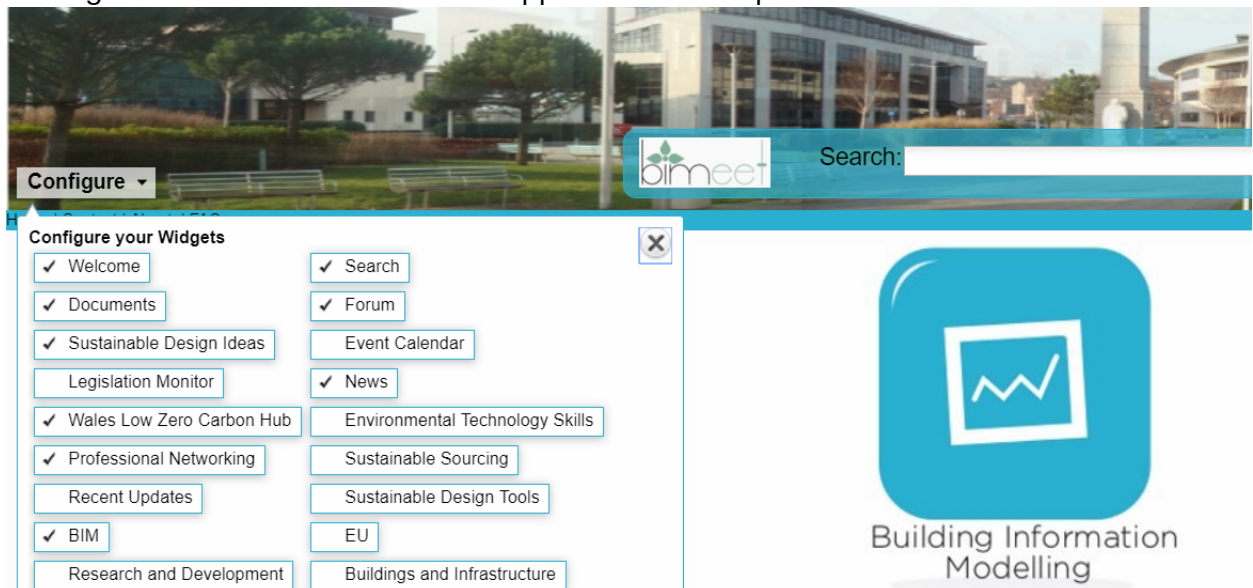 bimeet
Search:
Configure
Configure your Widgets
✓ Welcome
✓ Search
✓ Documents
✓ Forum
✓ Sustainable Design Ideas
Event Calendar
Legislation Monitor
✓ News
✓ Wales Low Zero Carbon Hub
Environmental Technology Skills
✓ Professional Networking
Sustainable Sourcing
Recent Updates
Sustainable Design Tools
✓ BIM
EU
Research and Development
Buildings and Infrastructure
Building Information
Modelling